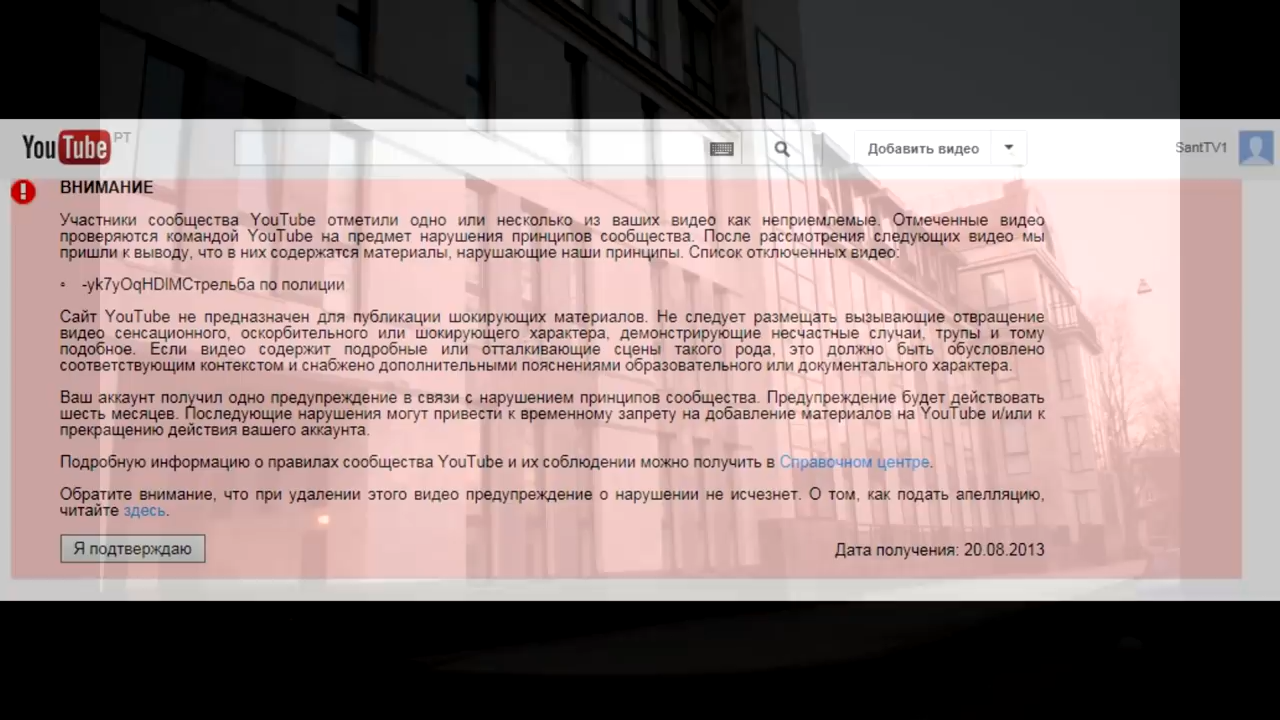 YouTube PT
Добавить видео
SantTV1
ВНИМАНИЕ
Участники сообщества YouTube отметили одно или несколько из ваших видео как неприемлемые. Отмеченные видео
проверяются командой YouTube на предмет нарушения принципов сообщества. После рассмотрения следующих видео мы
пришли к выводу, что в них содержатся материалы, нарушающие наши принципы. Список отключенных видео:
◦ -yk7yOqHDlMСтрельба по полиции
Сайт YouTube не предназначен для публикации шокирующих материалов. Не следует размещать вызывающие отвращение
видео сенсационного, оскорбительного или шокирующего характера, демонстрирующие несчастные случаи, трупы и тому
подобное. Если видео содержит подробные или отталкивающие сцены такого рода, это должно быть обусловлено
соответствующим контекстом и снабжено дополнительными пояснениями образовательного или документального характера.
Ваш аккаунт получил одно предупреждение в связи с нарушением принципов сообщества. Предупреждение будет действовать
шесть месяцев. Последующие нарушения могут привести к временному запрету на добавление материалов на YouTube и/или к
прекращению действия вашего аккаунта.
Подробную информацию о правилах сообщества YouTube и их соблюдении можно получить в Справочном центре.
Обратите внимание, что при удалении этого видео предупреждение о нарушении не исчезнет. О том, как подать апелляцию,
читайте здесь.
Я подтверждаю
Дата получения: 20.08.2013